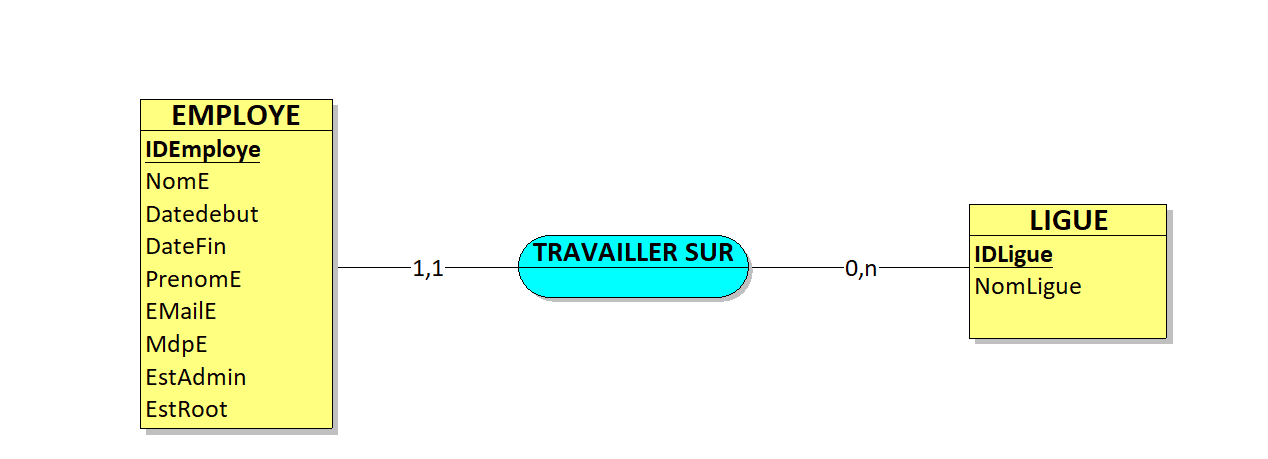 EMPLOYE
IDEmploye
NomE
Datedebut
DateFin
PrenomE
EMailE
MdpE
EstAdmin
EstRoot
1,1
TRAVAILLER SUR
0,n
LIGUE
IDLigue
NomLigue